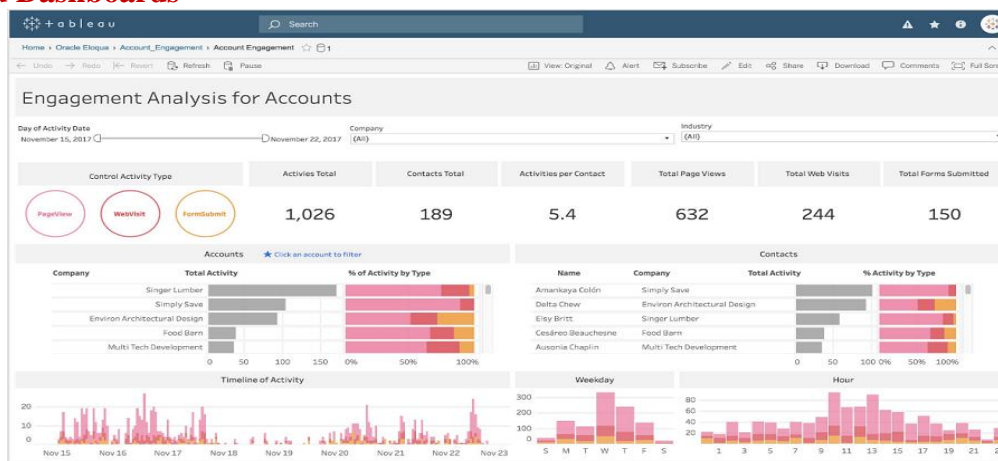 Dashboards
+ a b l e a u
Search
Home › Oracle Eloqua › Account_Engagement › Account Engagement ☆ 1
← Undo → Redo |← Revert Refresh Pause
View: Original Alert Subscribe Edit Share Download Comments Full Scre
Engagement Analysis for Accounts
Day of Activity Date
November 15, 2017
November 22, 2017
Company
(All)
Industry
(All)
Control Activity Type
Activies Total
Contacts Total
Activities per Contact
Total Page Views
Total Web Visits
Total Forms Submitted
PageView
WebVisit
FormSubmit
1,026
189
5.4
632
244
150
Accounts
★ Click an account to filter
Company Total Activity % of Activity by Type
Singer Lumber
Simply Save
Environ Architectural Design
Food Barn
Multi Tech Development
0 50 100 150 0% 50% 100%
Contacts
Name Company Total Activity % Activity by Type
Amankaya Colón Simply Save
Delta Chew Environ Architectural Design
Elsy Britt Singer Lumber
Cesáreo Beauchesne Food Barn
Ausonia Chaplin Multi Tech Development
0 50 100 0% 50% 100%
Timeline of Activity
20
10
0
Nov 15 Nov 16 Nov 17 Nov 18 Nov 19 Nov 20 Nov 21 Nov 22 Nov 23
Weekday
300
200
100
0
S M T W T F S
Hour
80
60
40
20
1 3 5 7 9 11 13 15 17 19 21